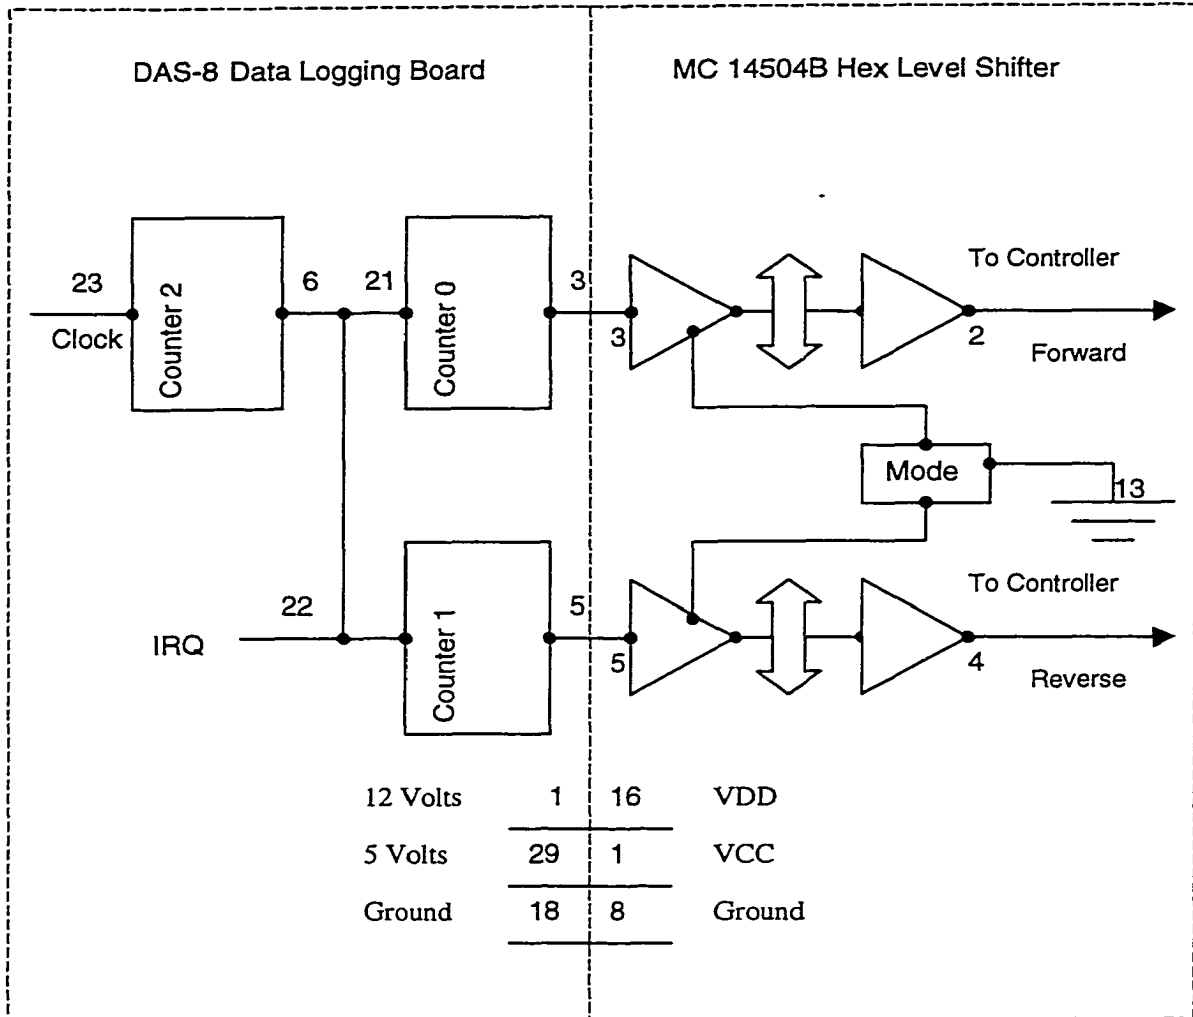 DAS-8 Data Logging Board
MC 14504B Hex Level Shifter
23
Clock
Counter 2
6
21
Counter 0
3
3
To Controller
2
Forward
Mode
13
IRQ
22
Counter 1
5
5
To Controller
4
Reverse
12 Volts 1 16 VDD
5 Volts 29 1 VCC
Ground 18 8 Ground